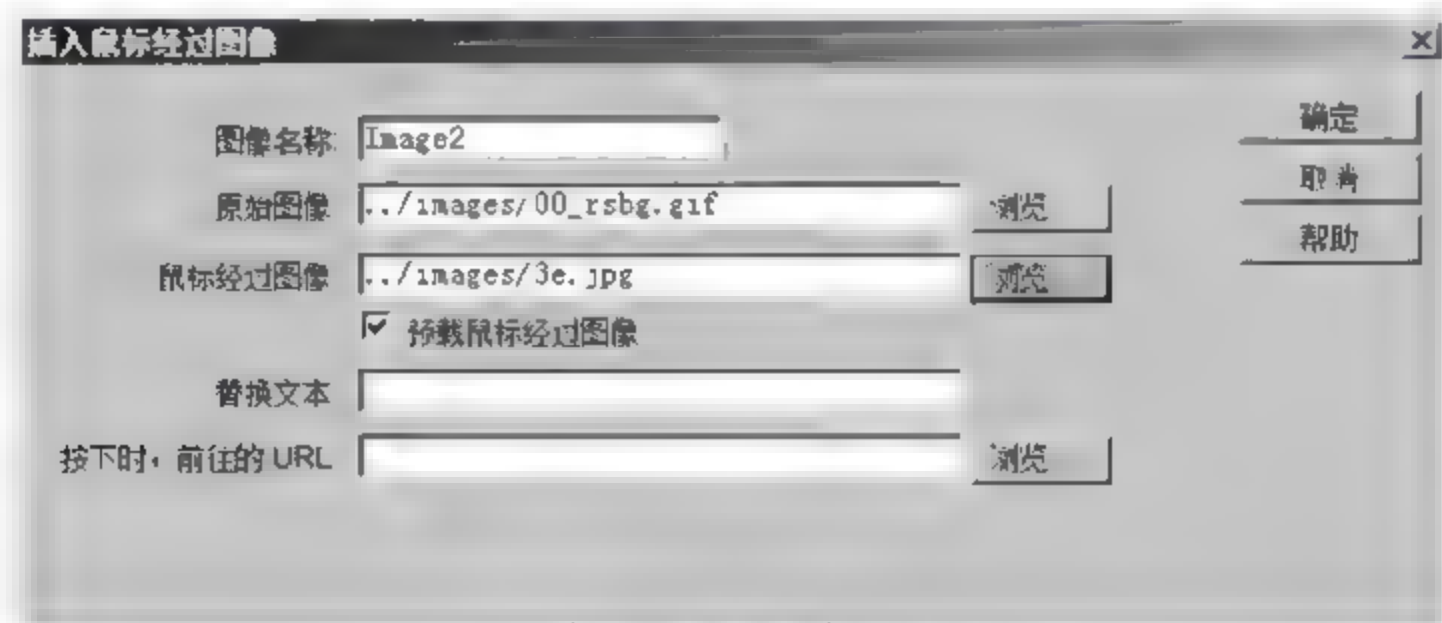 插入鼠标经过图像
图像名称: Image2
确定
原始图像 ../images/00_rsbg.gif 浏览
取消
鼠标经过图像 ../images/3e.jpg 浏览
帮助
预载鼠标经过图像
替换文本
按下时，前往的 URL 浏览